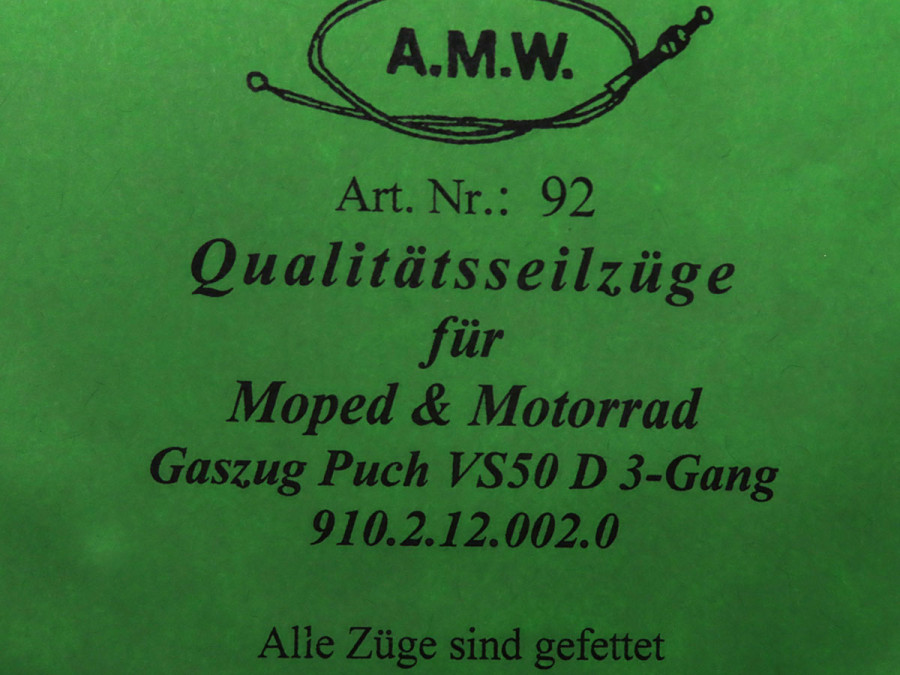 A.M.W.
Art. Nr.: 92
Qualitätsseilzüge
für
Moped & Motorrad
Gaszug Puch VS50 D 3-Gang
910.2.12.002.0
Alle Züge sind gefettet